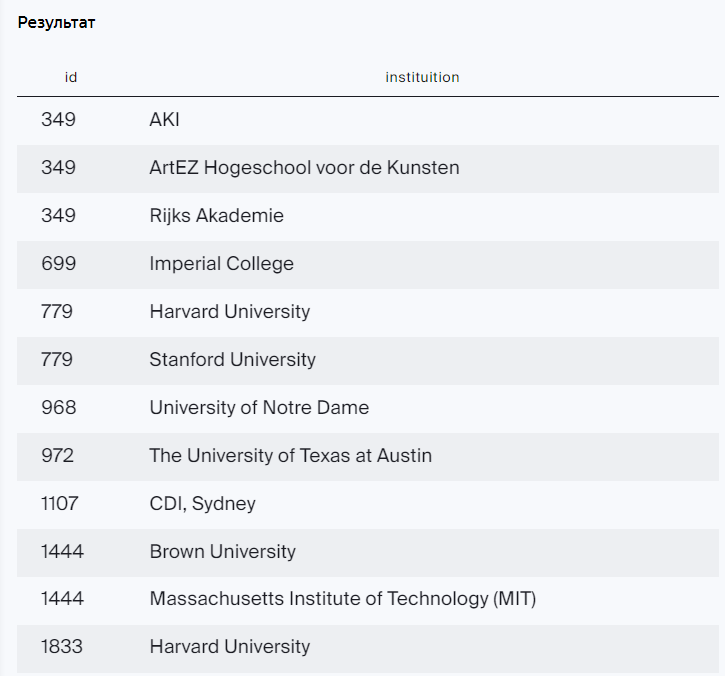 Результат
id instituition
349 AKI
349 ArtEZ Hogeschool voor de Kunsten
349 Rijks Akademie
699 Imperial College
779 Harvard University
779 Stanford University
968 University of Notre Dame
972 The University of Texas at Austin
1107 CDI, Sydney
1444 Brown University
1444 Massachusetts Institute of Technology (MIT)
1833 Harvard University